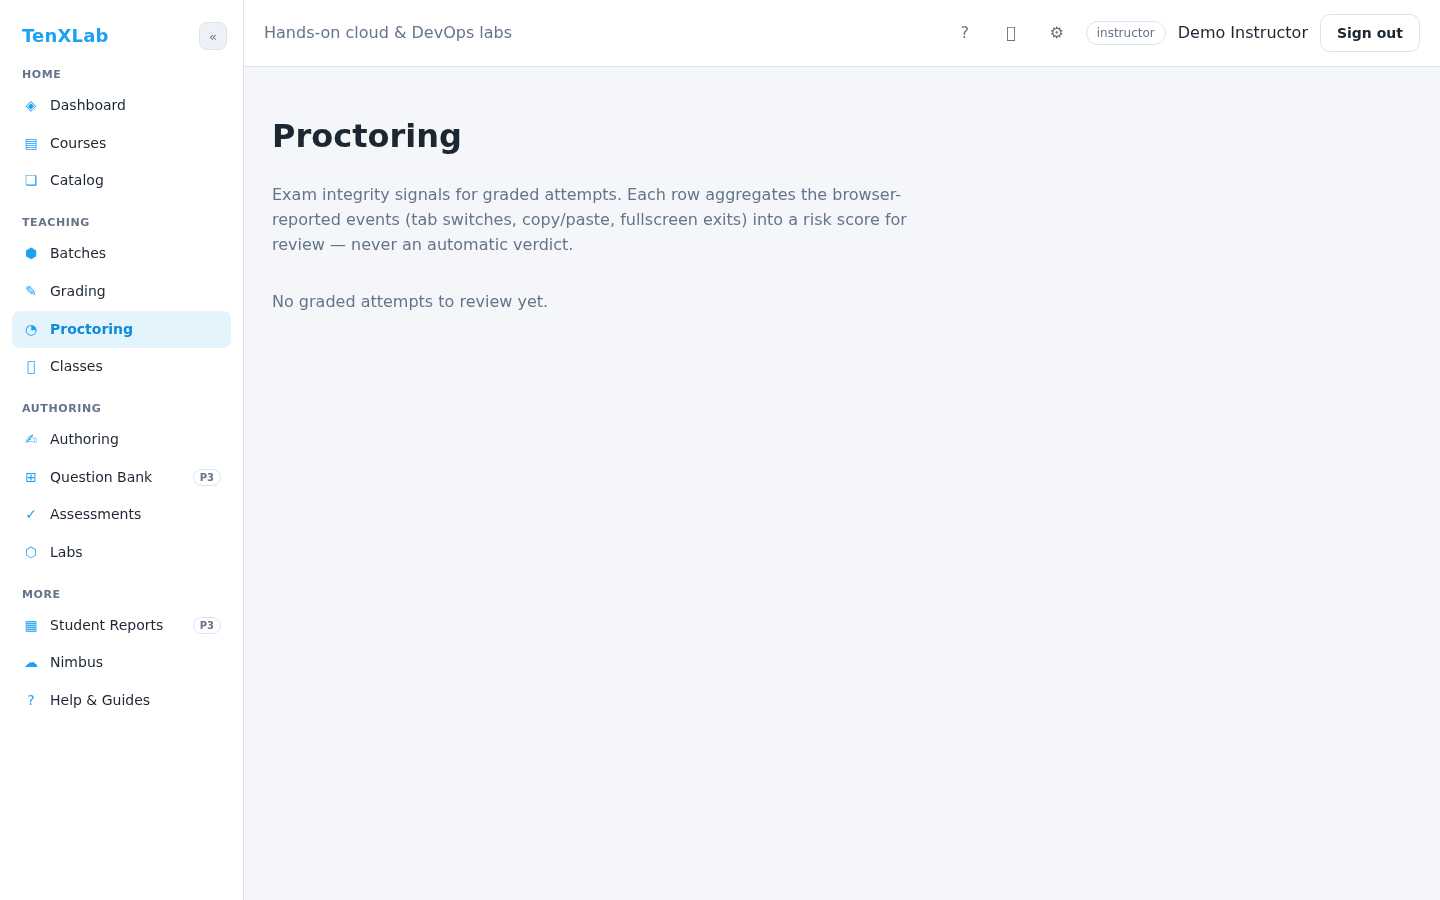 TenXLab
«
HOME
Dashboard
Courses
Catalog
TEACHING
Batches
Grading
Proctoring
Classes
AUTHORING
Authoring
Question Bank P3
Assessments
Labs
MORE
Student Reports P3
Nimbus
? Help & Guides
Hands-on cloud & DevOps labs
?
instructor
Demo Instructor
Sign out
Proctoring
Exam integrity signals for graded attempts. Each row aggregates the browser-
reported events (tab switches, copy/paste, fullscreen exits) into a risk score for
review — never an automatic verdict.
No graded attempts to review yet.